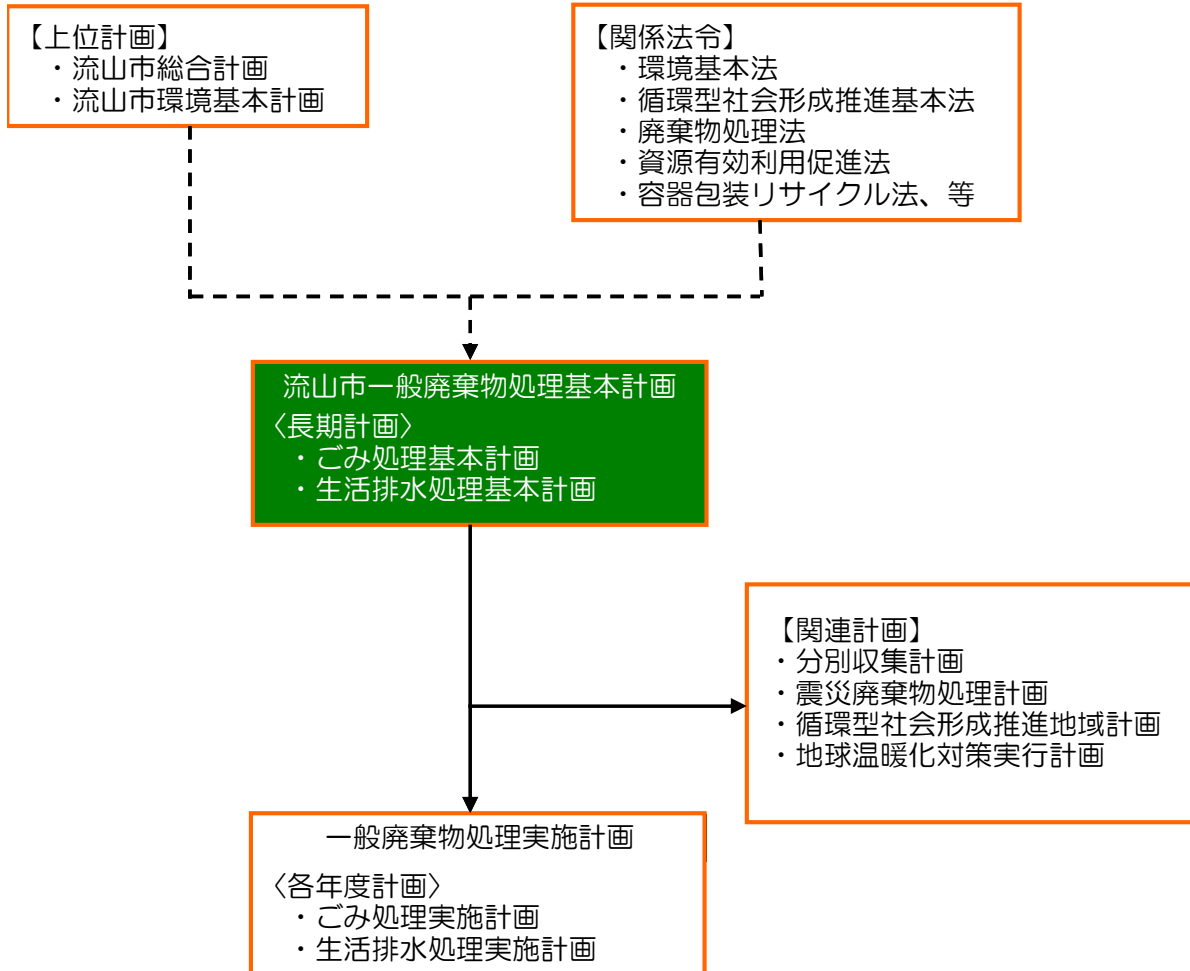 【上位計画】
・流山市総合計画
・流山市環境基本計画
【関係法令】
・環境基本法
・循環型社会形成推進基本法
・廃棄物処理法
・資源有効利用促進法
・容器包装リサイクル法、等
流山市一般廃棄物処理基本計画
〈長期計画〉
・ごみ処理基本計画
・生活排水処理基本計画
【関連計画】
・分別収集計画
・震災廃棄物処理計画
・循環型社会形成推進地域計画
・地球温暖化対策実行計画
一般廃棄物処理実施計画
〈各年度計画〉
・ごみ処理実施計画
・生活排水処理実施計画